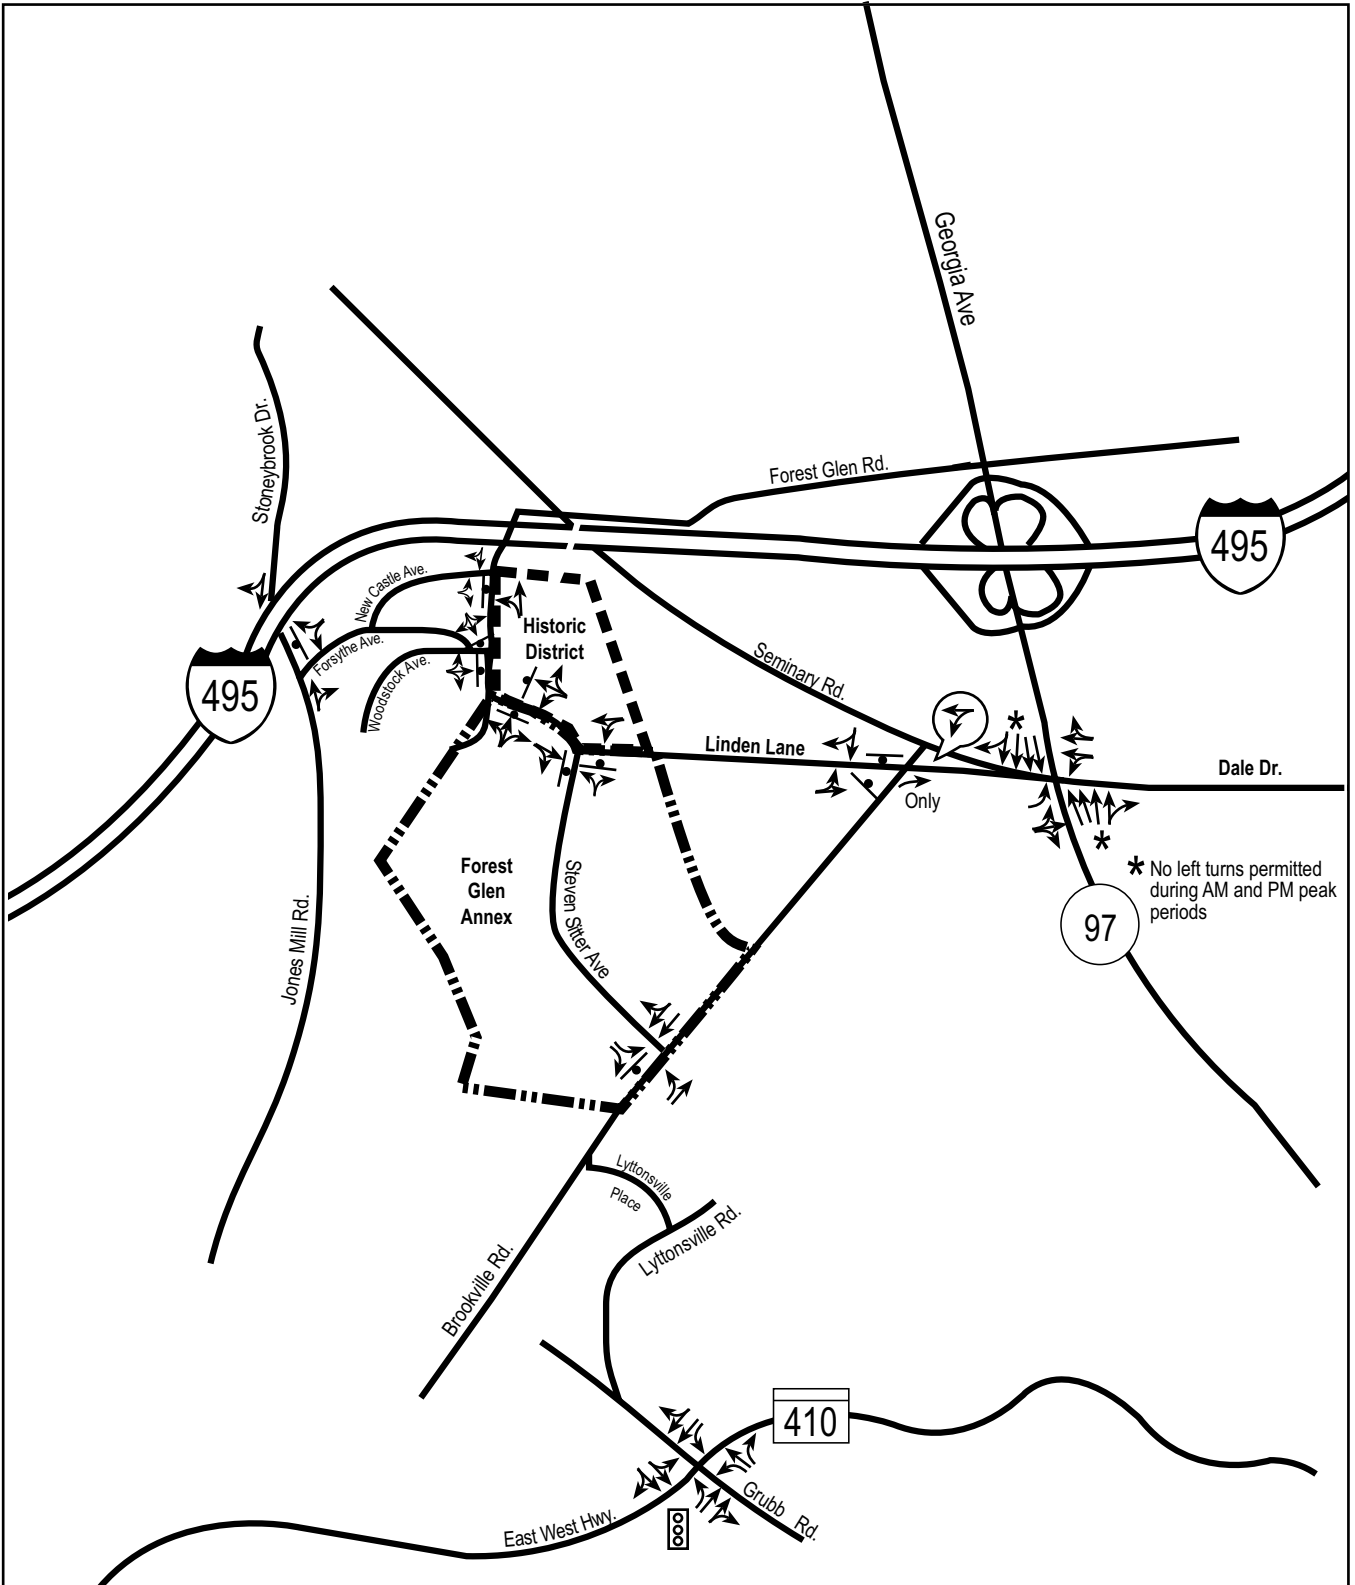 Georgia Ave
Stoneybrook Dr.
Forest Glen Rd.
495
New Castle Ave.
Historic
District
Forsythe Ave.
Woodstock Ave.
495
Seminary Rd.
Linden Lane
Dale Dr.
*
Only
Forest
Glen
Annex
Steven Sitter Ave
*
* No left turns permitted
during AM and PM peak
periods
97
Jones Mill Rd.
Lyttonsville
Place
Lyttonsville Rd.
Brookville Rd.
410
Grubb Rd.
East West Hwy.